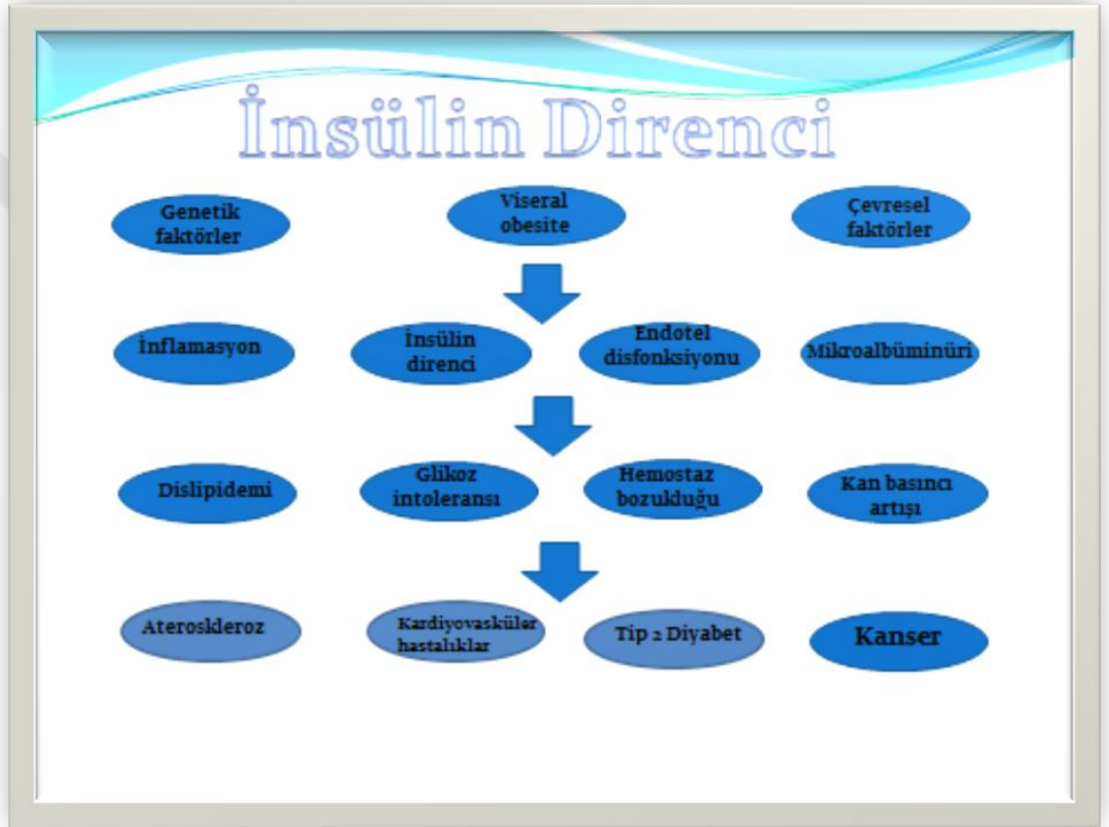 İnsülin Direnci
Genetik
faktörler
Viseral
obesite
Çevresel
faktörler
İnflamasyon
İnsülin
direnci
Endotel
disfonksiyonu
Mikroalbüminüri
Dislipidemi
Glikoz
intoleransı
Hemostaz
bozukluğu
Kan basıncı
artışı
Ateroskleroz
Kardiyovasküler
hastalıklar
Tip 2 Diyabet
Kanser